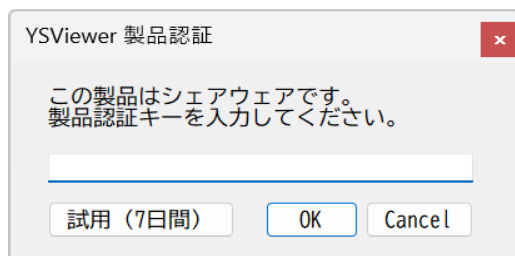 YSViewer 製品認証
この製品はシェアウェアです。
製品認証キーを入力してください。
試用（7日間） OK Cancel